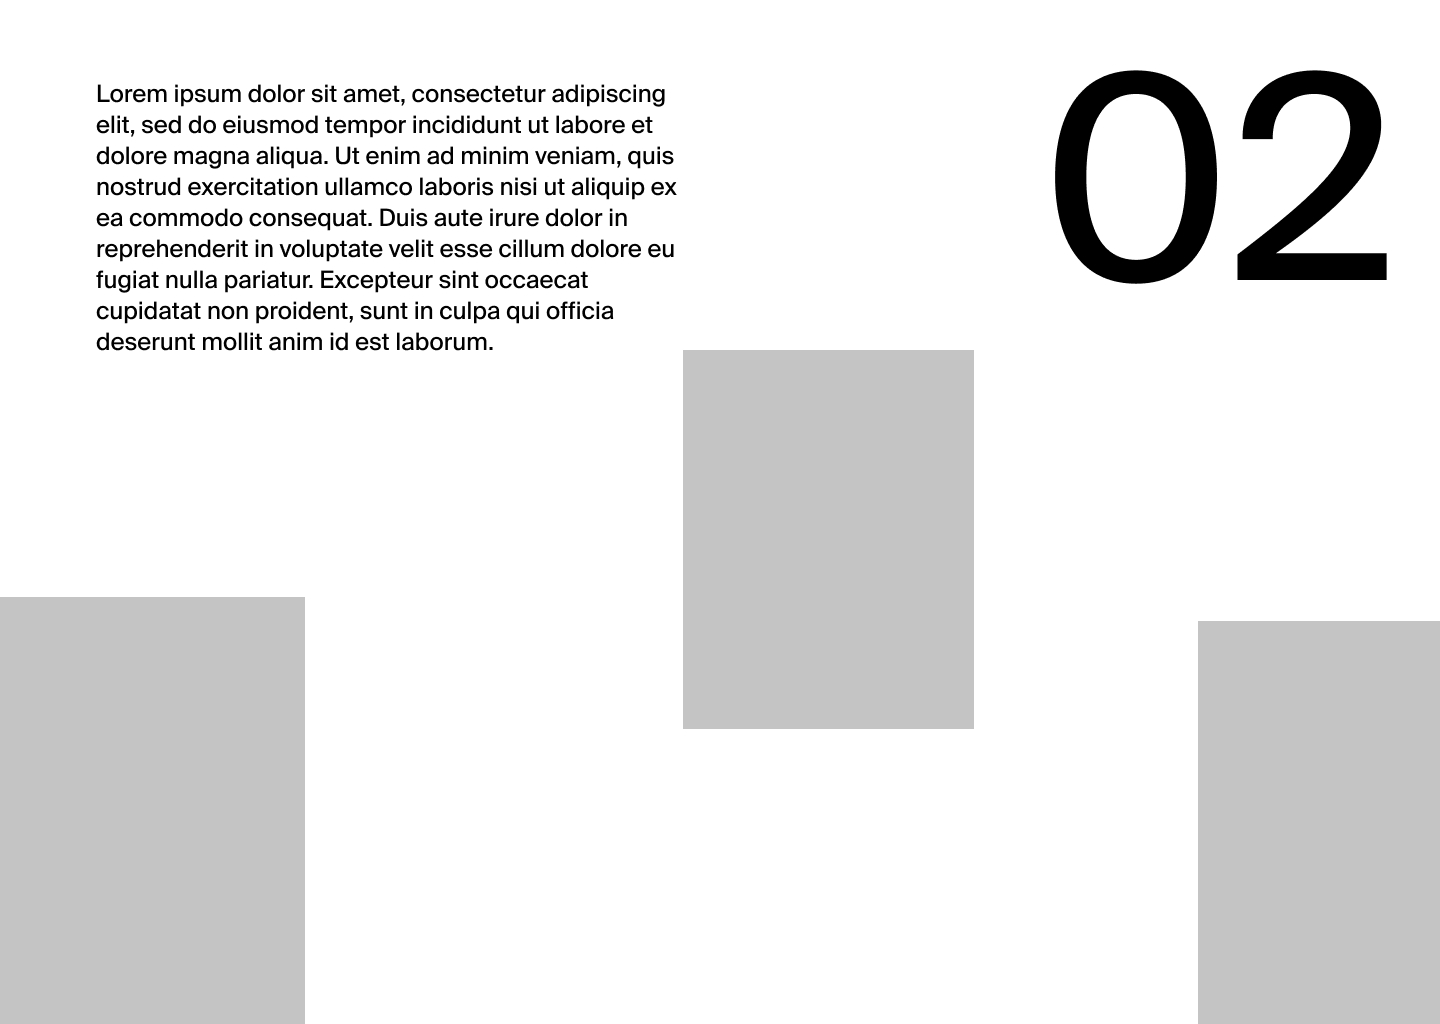 Lorem ipsum dolor sit amet, consectetur adipiscing
elit, sed do eiusmod tempor incididunt ut labore et
dolore magna aliqua. Ut enim ad minim veniam, quis
nostrud exercitation ullamco laboris nisi ut aliquip ex
ea commodo consequat. Duis aute irure dolor in
reprehenderit in voluptate velit esse cillum dolore eu
fugiat nulla pariatur. Excepteur sint occaecat
cupidatat non proident, sunt in culpa qui officia
deserunt mollit anim id est laborum.
02